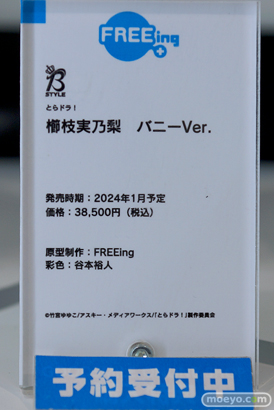 FREEing
B
STYLE
とらドラ！
櫛枝実乃梨　バニーVer.
発売時期：2024年1月予定
価格：38,500円（税込）
原型制作：FREEing
彩色：谷本裕人
©竹宮ゆゆこ/アスキー・メディアワークス/｢とらドラ！｣製作委員会
予約受付中
moeyo.com